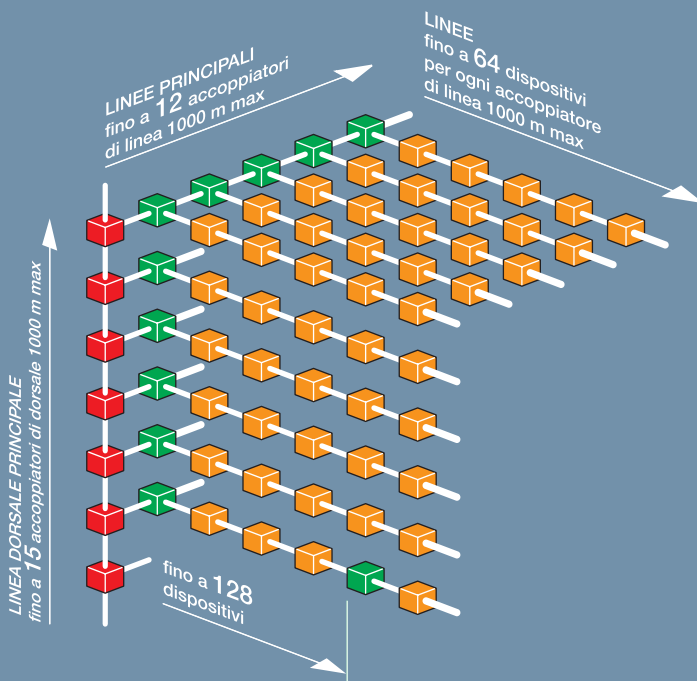 LINEE PRINCIPALI
fino a 12 accoppiatori
di linea 1000 m max
LINEE
fino a 64 dispositivi
per ogni accoppiatore
di linea 1000 m max
LINEA DORSALE PRINCIPALE
fino a 15 accoppiatori di dorsale 1000 m max
fino a 128
dispositivi